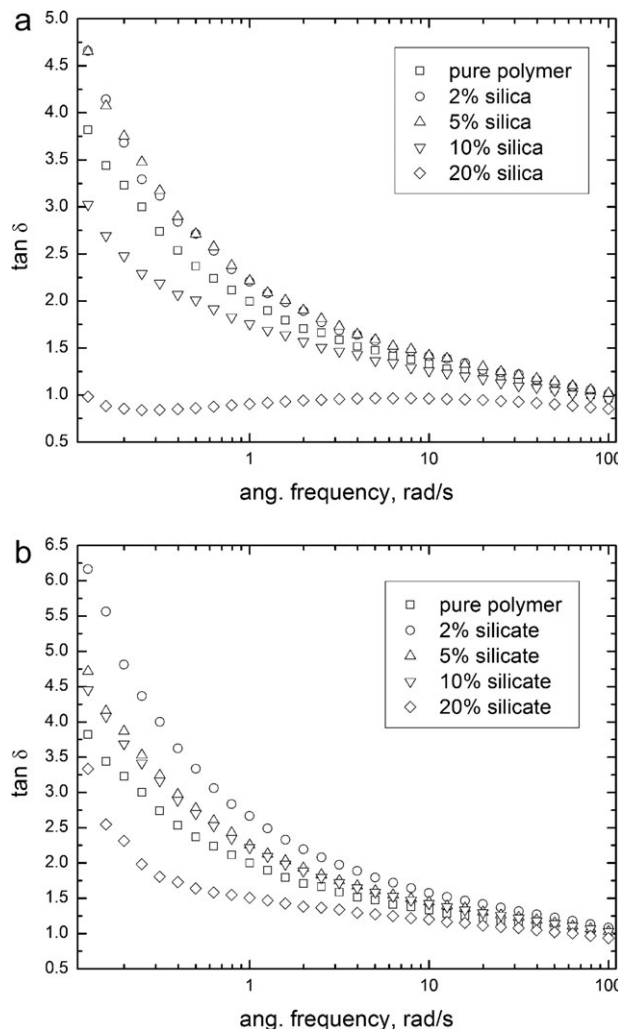 a
5.0
4.5
4.0
3.5
3.0
2.5
2.0
1.5
1.0
0.5
tan δ
pure polymer
2% silica
5% silica
10% silica
20% silica
1 10 100
ang. frequency, rad/s
b
6.5
6.0
5.5
5.0
4.5
4.0
3.5
3.0
2.5
2.0
1.5
1.0
0.5
tan δ
pure polymer
2% silicate
5% silicate
10% silicate
20% silicate
1 10 100
ang. frequency, rad/s